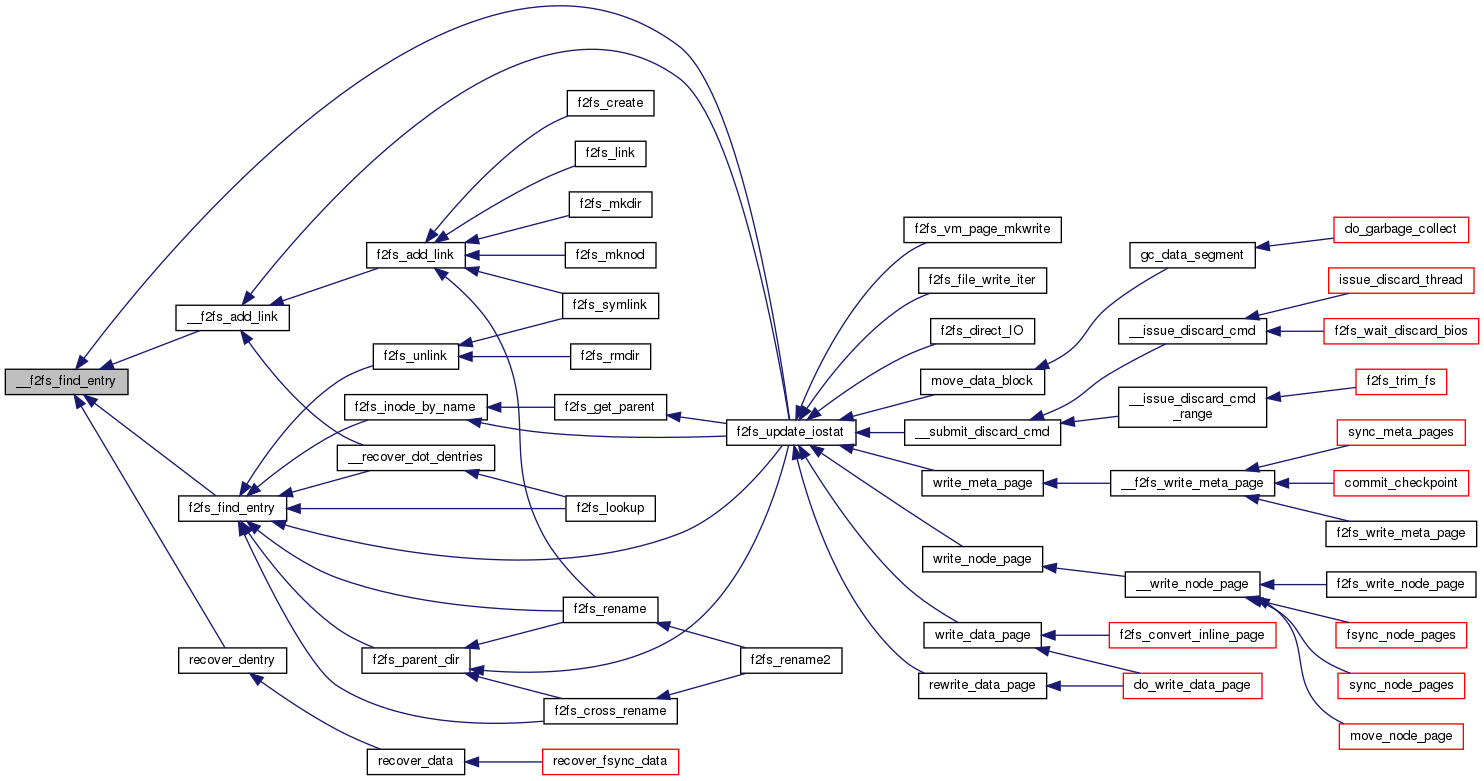 __f2fs_find_entry
__f2fs_add_link
f2fs_find_entry
recover_dentry
f2fs_add_link
f2fs_unlink
f2fs_inode_by_name
__recover_dot_dentries
f2fs_parent_dir
recover_data
f2fs_create
f2fs_link
f2fs_mkdir
f2fs_mknod
f2fs_symlink
f2fs_rmdir
f2fs_get_parent
f2fs_lookup
f2fs_rename
f2fs_cross_rename
recover_fsync_data
f2fs_update_iostat
f2fs_rename2
f2fs_vm_page_mkwrite
f2fs_file_write_iter
f2fs_direct_IO
move_data_block
__submit_discard_cmd
write_meta_page
write_node_page
write_data_page
rewrite_data_page
gc_data_segment
__issue_discard_cmd
__issue_discard_cmd
_range
__f2fs_write_meta_page
__write_node_page
f2fs_convert_inline_page
do_write_data_page
do_garbage_collect
issue_discard_thread
f2fs_wait_discard_bios
f2fs_trim_fs
sync_meta_pages
commit_checkpoint
f2fs_write_meta_page
f2fs_write_node_page
fsync_node_pages
sync_node_pages
move_node_page